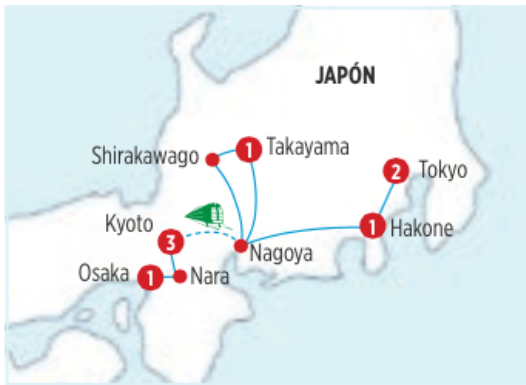 JAPÓN
Shirakawago
1
Takayama
2
Tokyo
Kyoto
3
Nagoya
1
Hakone
Osaka
1
Nara